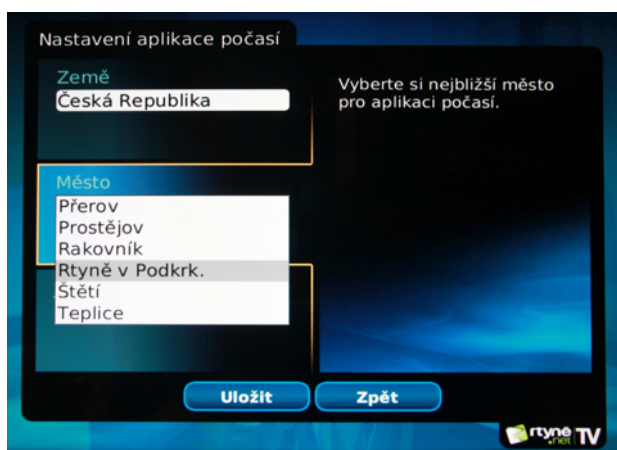 Nastavení aplikace počasí
Země
Česká Republika
Vyberte si nejbližší město
pro aplikaci počasí.
Město
Přerov
Prostějov
Rakovník
Rtyně v Podkrk.
Štětí
Teplice
Uložit
Zpět
rtyně
.net TV